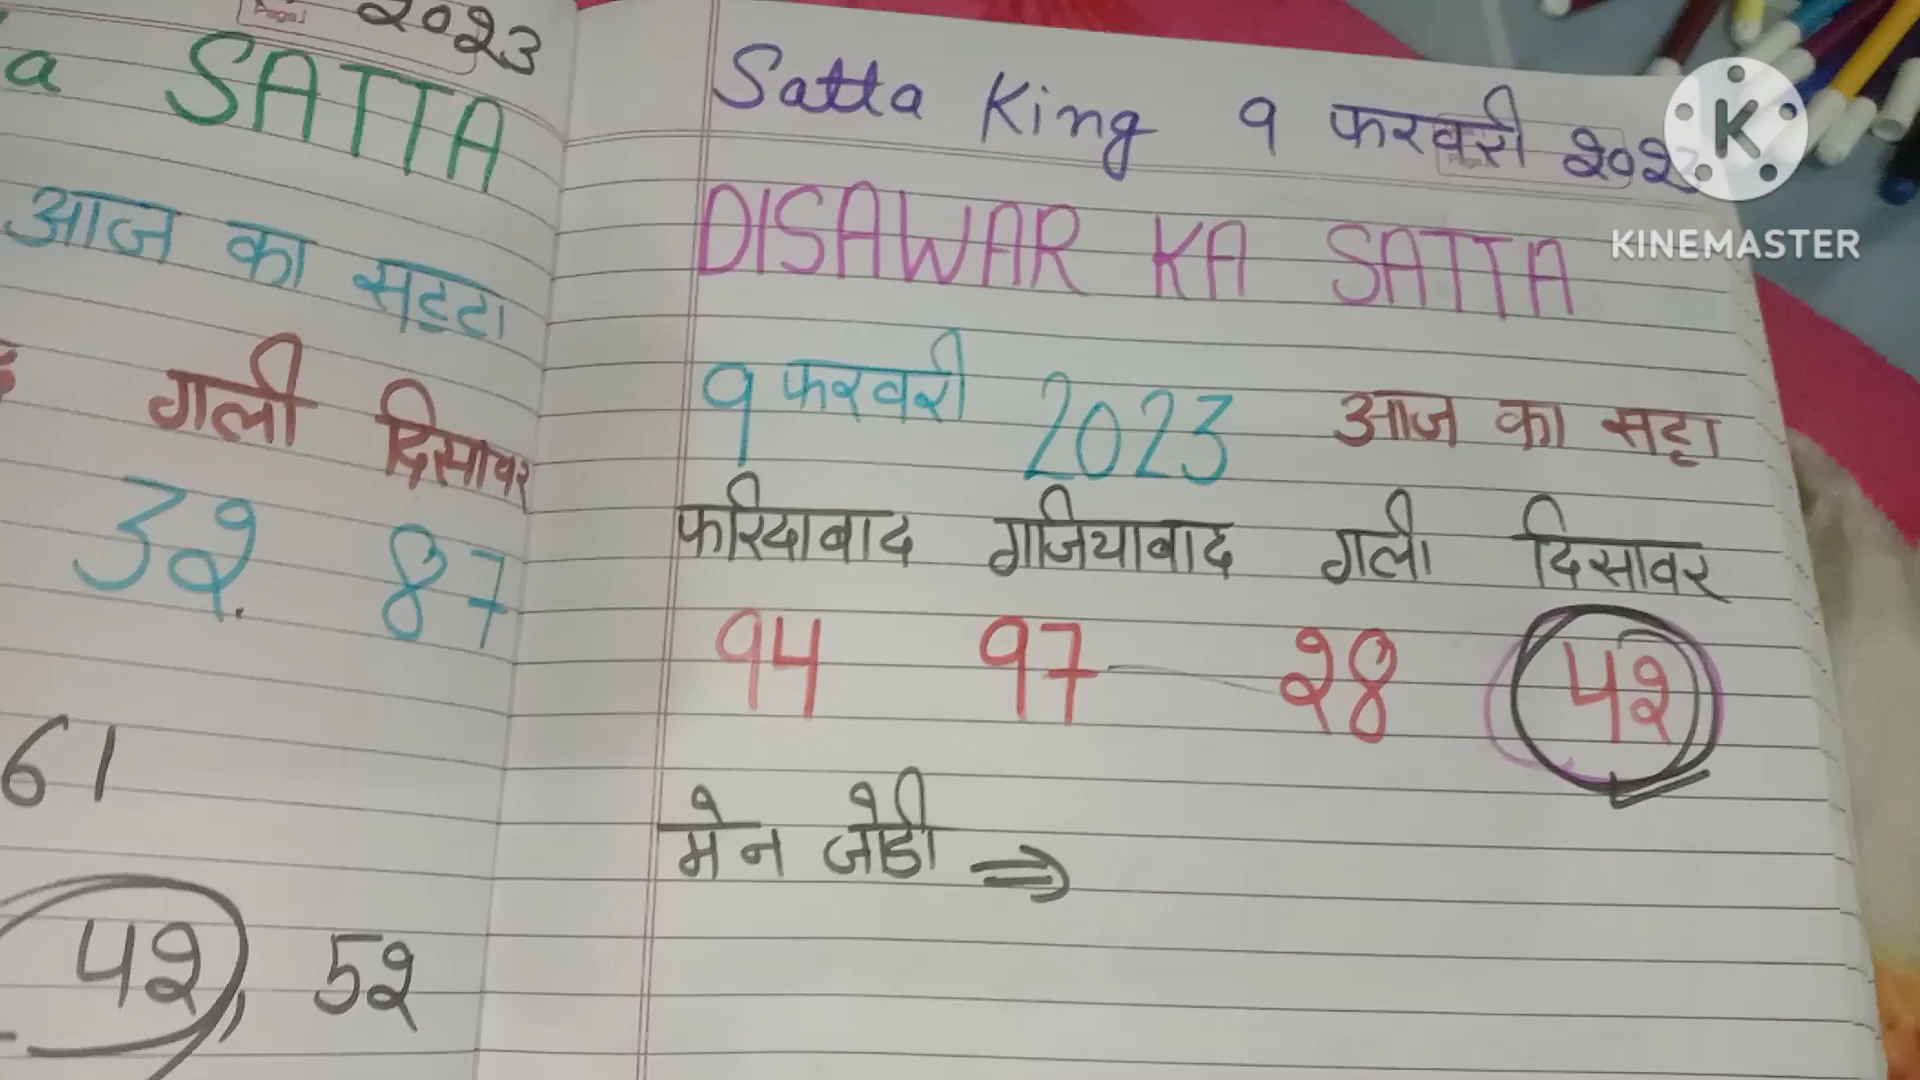 2023
a SATTA
आज का सट्टा
गली दिसावर
32 87
61
42, 52
Satta King 9 फरवरी 202
DISAWAR KA SATTA
9 फरवरी 2023 आज का सट्टा
फरिदाबाद गाजियाबाद गली दिसावर
94 97 28 42
मेन जोडी ⇒
K
KINEMASTER